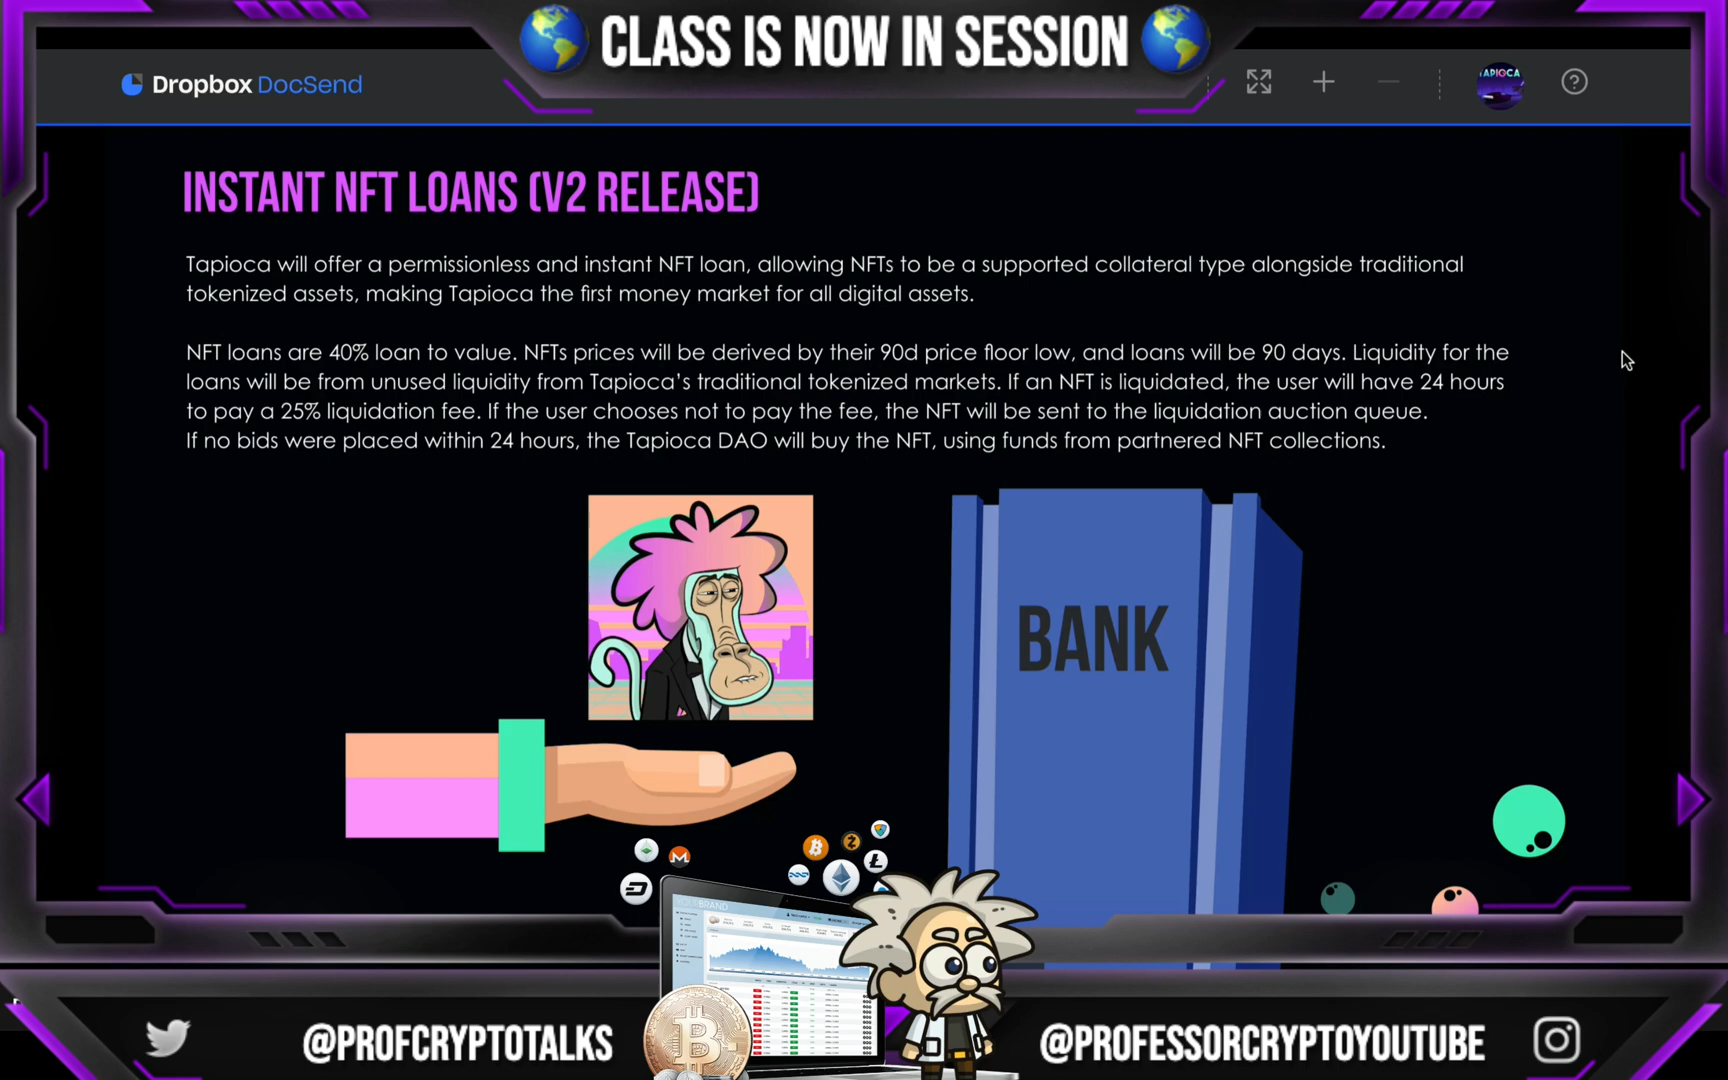 CLASS IS NOW IN SESSION
Dropbox DocSend
TAPIOCA
INSTANT NFT LOANS (V2 RELEASE)
Tapioca will offer a permissionless and instant NFT loan, allowing NFTs to be a supported collateral type alongside traditional
tokenized assets, making Tapioca the first money market for all digital assets.
NFT loans are 40% loan to value. NFTs prices will be derived by their 90d price floor low, and loans will be 90 days. Liquidity for the
loans will be from unused liquidity from Tapioca's traditional tokenized markets. If an NFT is liquidated, the user will have 24 hours
to pay a 25% liquidation fee. If the user chooses not to pay the fee, the NFT will be sent to the liquidation auction queue.
If no bids were placed within 24 hours, the Tapioca DAO will buy the NFT, using funds from partnered NFT collections.
BANK
@PROFCRYPTOTALKS
@PROFESSORCRYPTOYOUTUBE